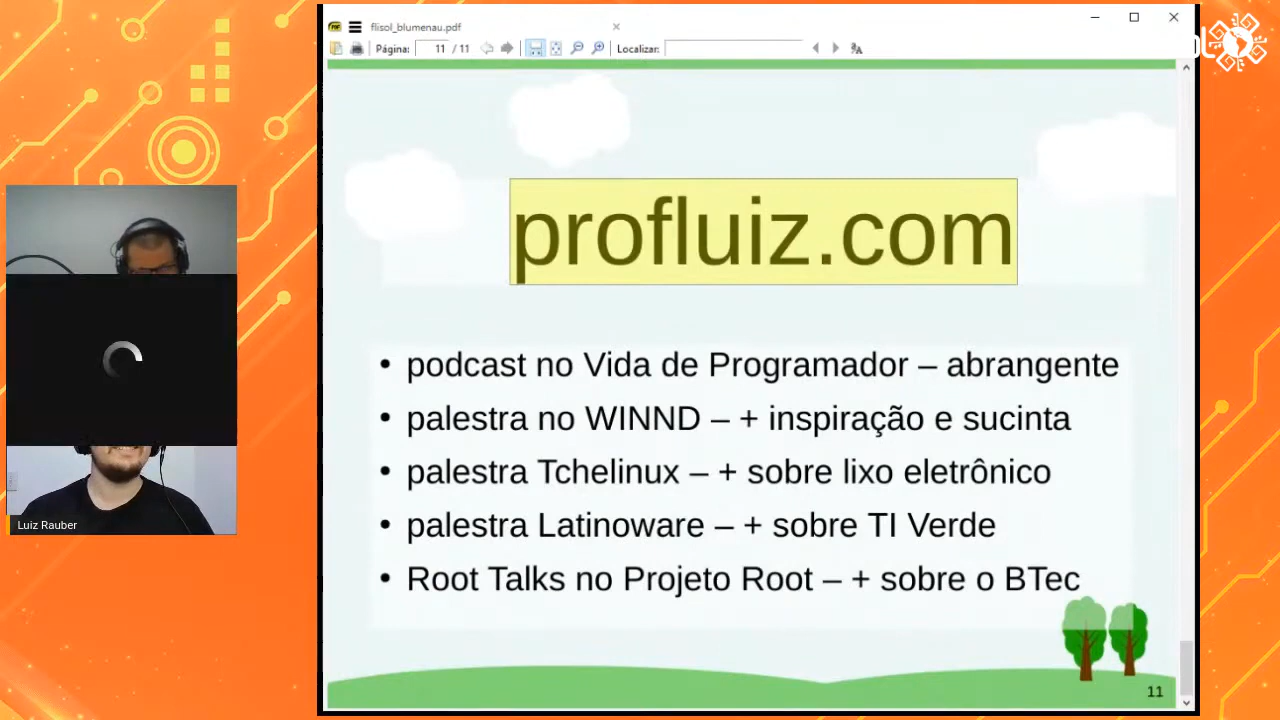 flisol_blumenau.pdf
Página: 11 / 11
Localizar:
profluiz.com
• podcast no Vida de Programador – abrangente
• palestra no WINND – + inspiração e sucinta
• palestra Tchelinux – + sobre lixo eletrônico
• palestra Latinoware – + sobre TI Verde
• Root Talks no Projeto Root – + sobre o BTec
11
Luiz Rauber